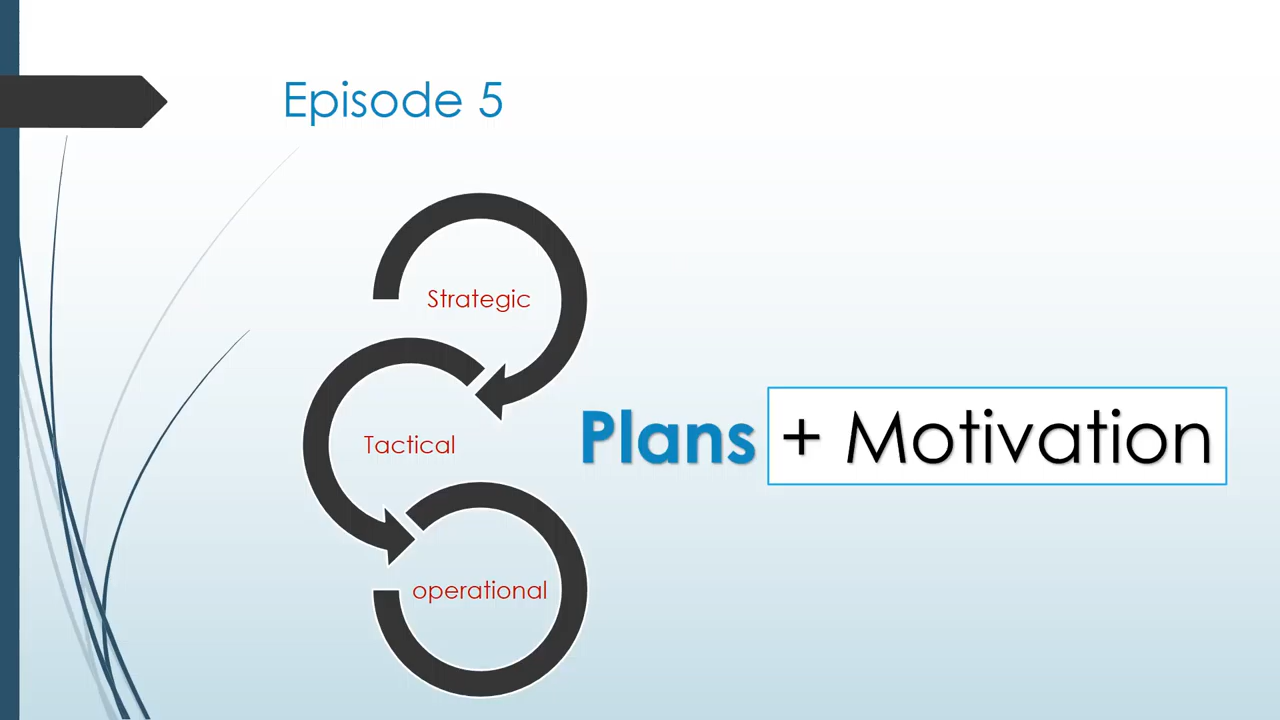 Episode 5
Strategic
Tactical
Plans + Motivation
operational